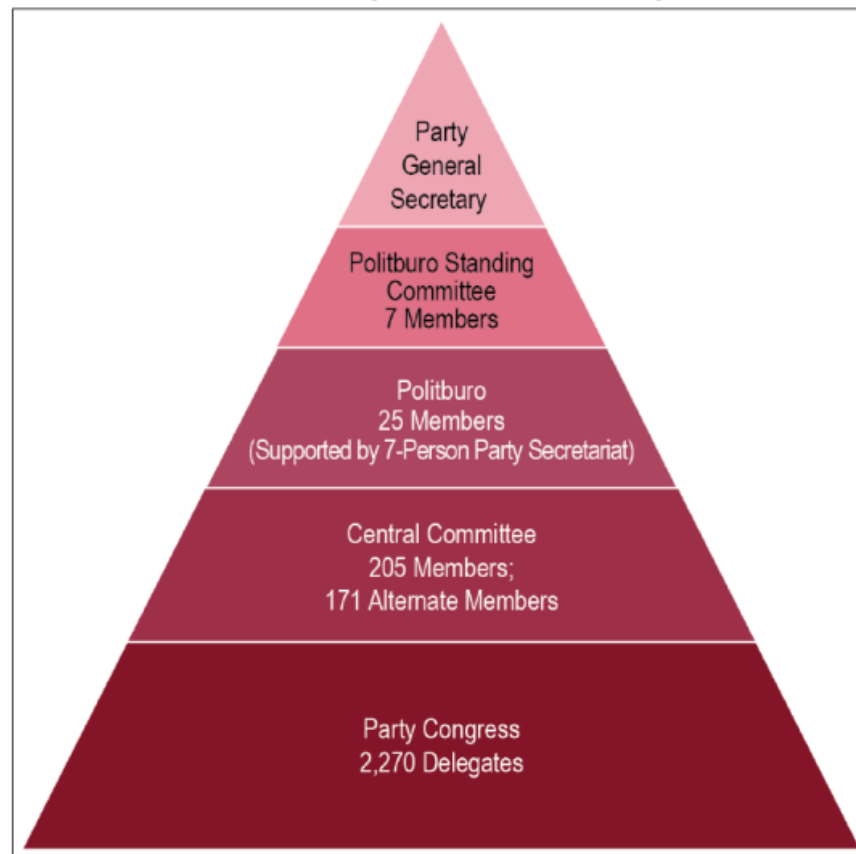 Party
General
Secretary
Politburo Standing
Committee
7 Members
Politburo
25 Members
(Supported by 7-Person Party Secretariat)
Central Committee
205 Members;
171 Alternate Members
Party Congress
2,270 Delegates